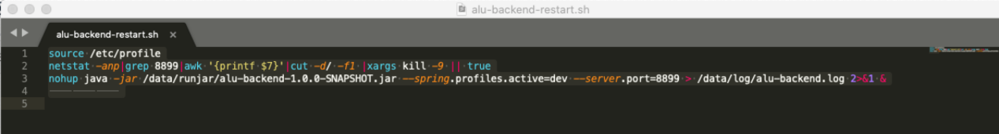 alu-backend-restart.sh
alu-backend-restart.sh ×
1 source /etc/profile
2 netstat -anp|grep 8899|awk '{printf $7}'|cut -d/ -f1 |xargs kill -9 || true
3 nohup java -jar /data/runjar/alu-backend-1.0.0-SNAPSHOT.jar --spring.profiles.active=dev --server.port=8899 > /data/log/alu-backend.log 2>&1 &
4
5